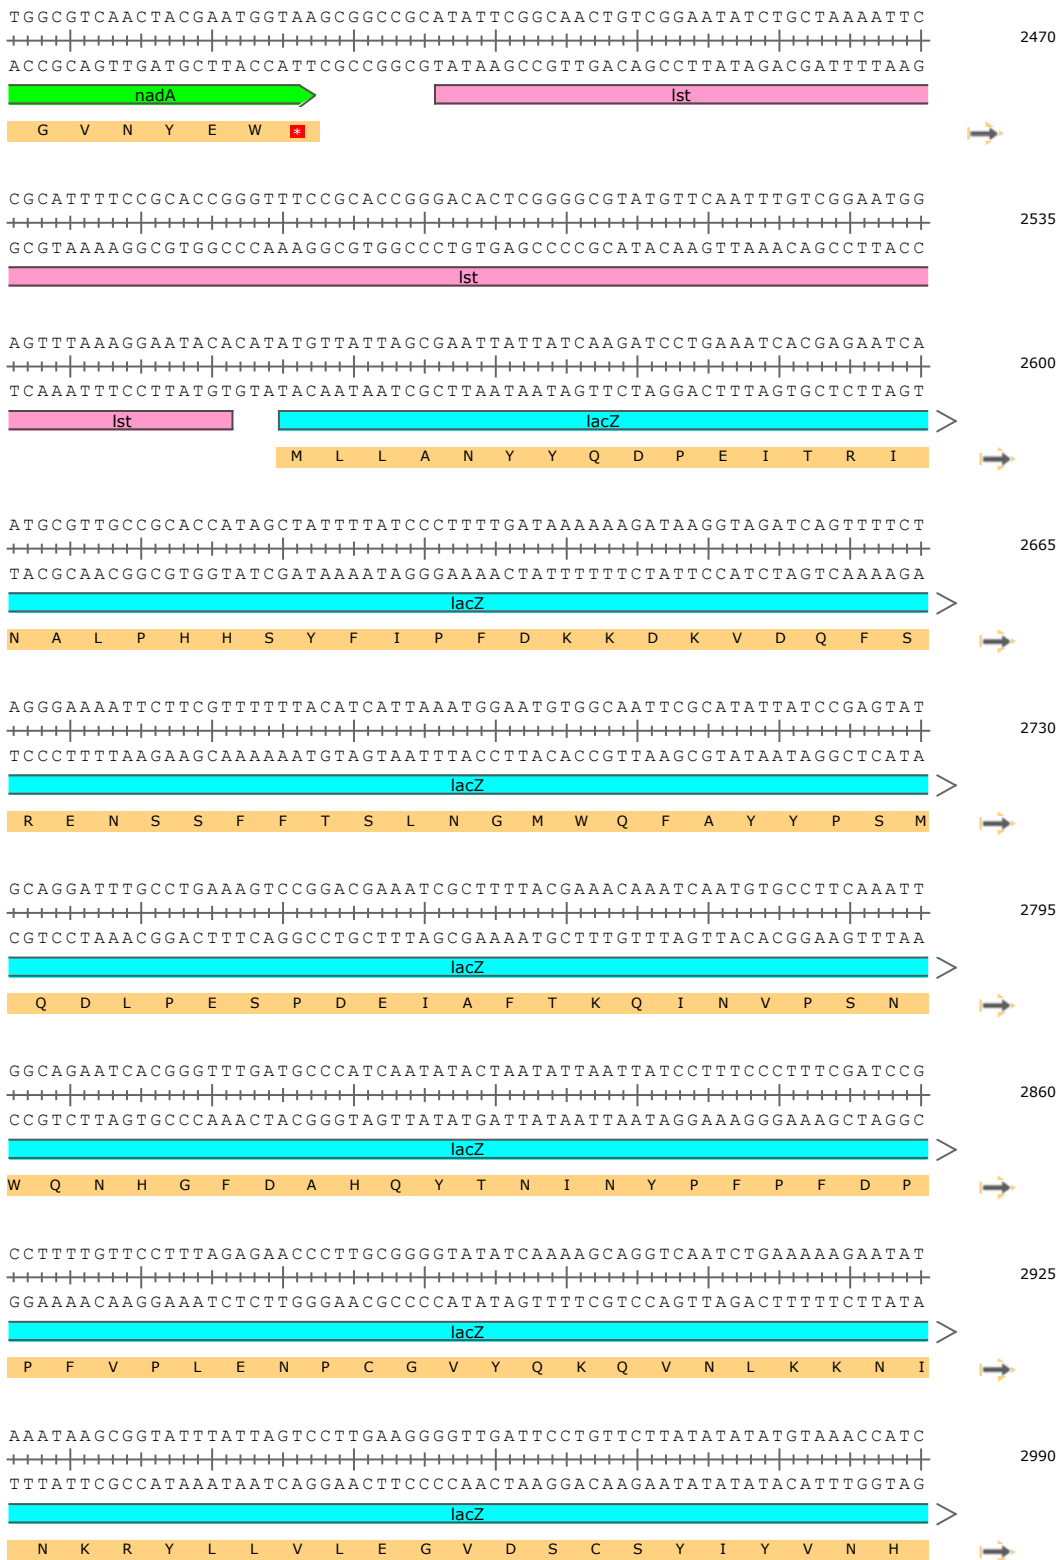 TGGCGTCAACTACGAATGGTAAGCGGCCGCATATTCGGCAACTGTCGGAATATCTGCTAAAATTC
2470
ACCGCAGTTGATGCTTACCATTCGCCGGCGTATAAGCCGTTGACAGCCTTATAGACGATTTTAAG
nadA lst
G V N Y E W *
CGCATTTTCCGCACCGGGTTTCCGCACCGGGACACTCGGGGCGTATGTTCAATTTGTCGGAATGG
2535
GCGTAAAAGGCGTGGCCCAAAGGCGTGGCCCTGTGAGCCCCGCATACAAGTTAAACAGCCTTACC
lst
AGTTTAAAGGAATACACATATGTTATTAGCGAATTATTATCAAGATCCTGAAATCACGAGAATCA
2600
TCAAATTTCCTTATGTGTATACAATAATCGCTTAATAATAGTTCTAGGACTTTAGTGCTCTTAGT
lst lacZ
M L L A N Y Y Q D P E I T R I
ATGCGTTGCCGCACCATAGCTATTTTATCCCTTTTGATAAAAAAGATAAGGTAGATCAGTTTTCT
2665
TACGCAACGGCGTGGTATCGATAAAATAGGGAAAACTATTTTTTCTATTCCATCTAGTCAAAAGA
lacZ
N A L P H H S Y F I P F D K K D K V D Q F S
AGGGAAAATTCTTCGTTTTTTACATCATTAAATGGAATGTGGCAATTCGCATATTATCCGAGTAT
2730
TCCCTTTTAAGAAGCAAAAAATGTAGTAATTTACCTTACACCGTTAAGCGTATAATAGGCTCATA
lacZ
R E N S S F F T S L N G M W Q F A Y Y P S M
GCAGGATTTGCCTGAAAGTCCGGACGAAATCGCTTTTACGAAACAAATCAATGTGCCTTCAAATT
2795
CGTCCTAAACGGACTTTCAGGCCTGCTTTAGCGAAAATGCTTTGTTTAGTTACACGGAAGTTTAA
lacZ
Q D L P E S P D E I A F T K Q I N V P S N
GGCAGAATCACGGGTTTGATGCCCATCAATATACTAATATTAATTATCCTTTCCCTTTCGATCCG
2860
CCGTCTTAGTGCCCAAACTACGGGTAGTTATATGATTATAATTAATAGGAAAGGGAAAGCTAGGC
lacZ
W Q N H G F D A H Q Y T N I N Y P F P F D P
CCTTTTGTTCCTTTAGAGAACCCTTGCGGGGTATATCAAAAGCAGGTCAATCTGAAAAAGAATAT
2925
GGAAAACAAGGAAATCTCTTGGGAACGCCCCATATAGTTTTCGTCCAGTTAGACTTTTTCTTATA
lacZ
P F V P L E N P C G V Y Q K Q V N L K K N I
AAATAAGCGGTATTTATTAGTCCTTGAAGGGGTTGATTCCTGTTCTTATATATATGTAAACCATC
2990
TTTATTCGCCATAAATAATCAGGAACTTCCCCAACTAAGGACAAGAATATATATACATTTGGTAG
lacZ
N K R Y L L V L E G V D S C S Y I Y V N H